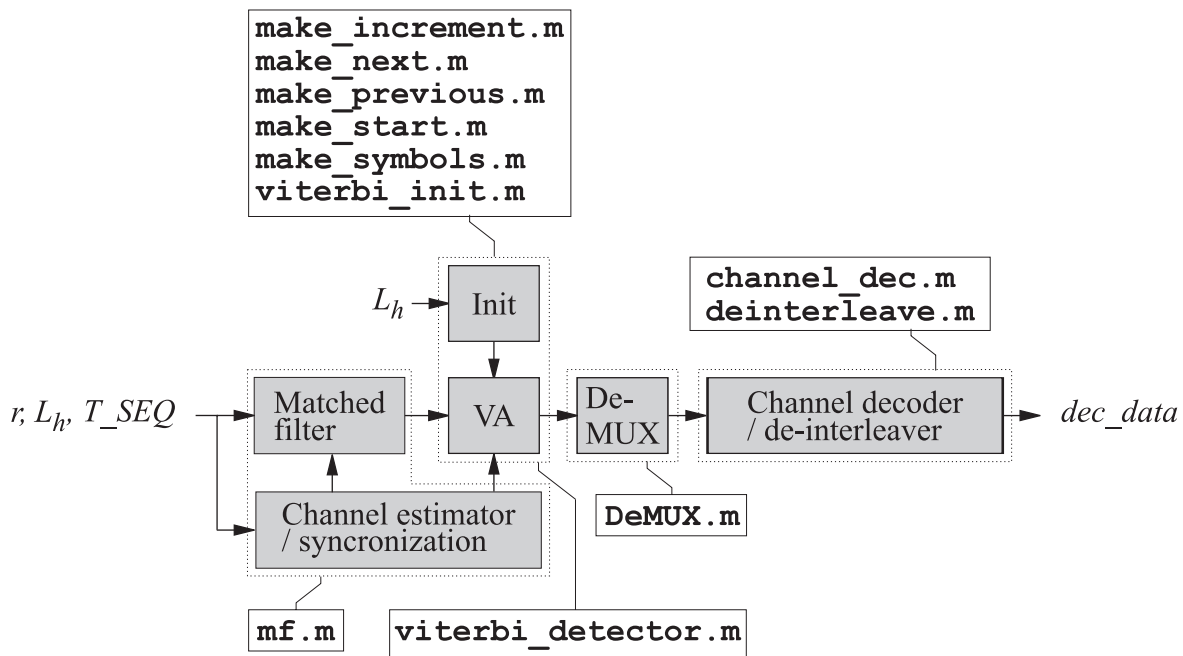 make_increment.m
make_next.m
make_previous.m
make_start.m
make_symbols.m
viterbi_init.m
channel_dec.m
deinterleave.m
L_h
Init
r, L_h, T_SEQ
Matched
filter
VA
De-
MUX
Channel decoder
/ de-interleaver
dec_data
Channel estimator
/ syncronization
DeMUX.m
mf.m
viterbi_detector.m